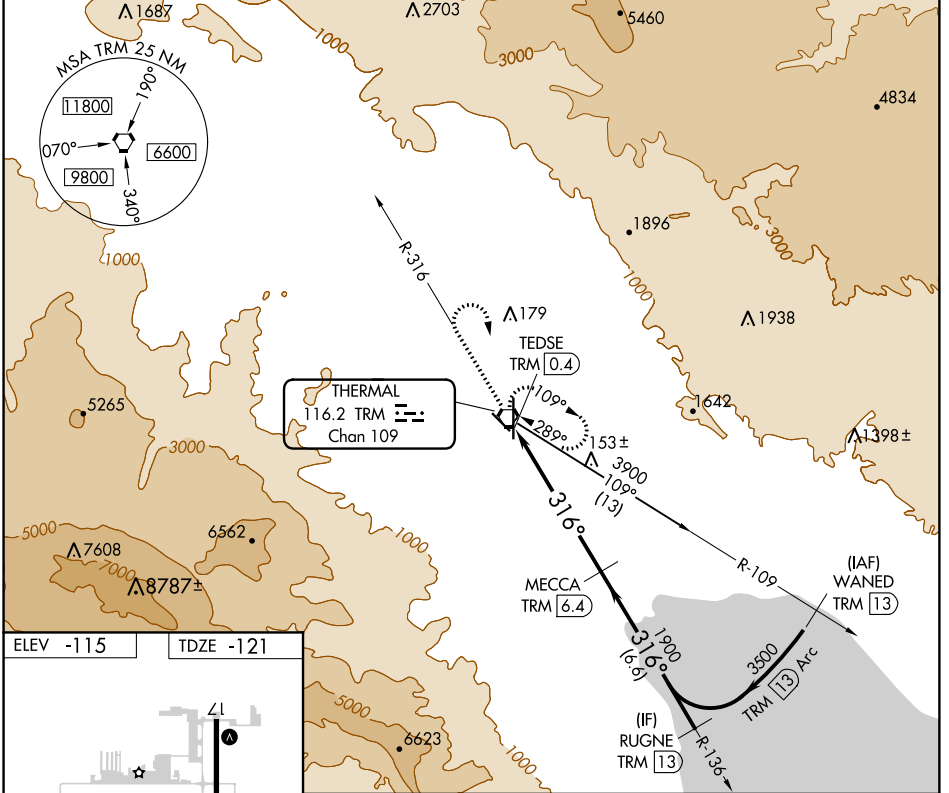 1687
2703
5460
1000
3000
MSA TRM 25 NM
190°
11800
4834
070°
6600
9800
340°
1896
3000
1000
R-316
1000
179
1938
TEDSE
TRM 0.4
THERMAL
116.2 TRM
Chan 109
109°
289°
1642
5265
153±
1398±
3900
109°
(13)
3000
316°
5000
6562
1000
7608
7000
8787±
R-109
(IAF)
WANED
TRM 13
MECCA
TRM 6.4
ELEV -115
TDZE -121
316°
1900
(6.6)
3500
TRM 13 Arc
5000
17
(IF)
RUGNE
TRM 13
R-136
6623
1000